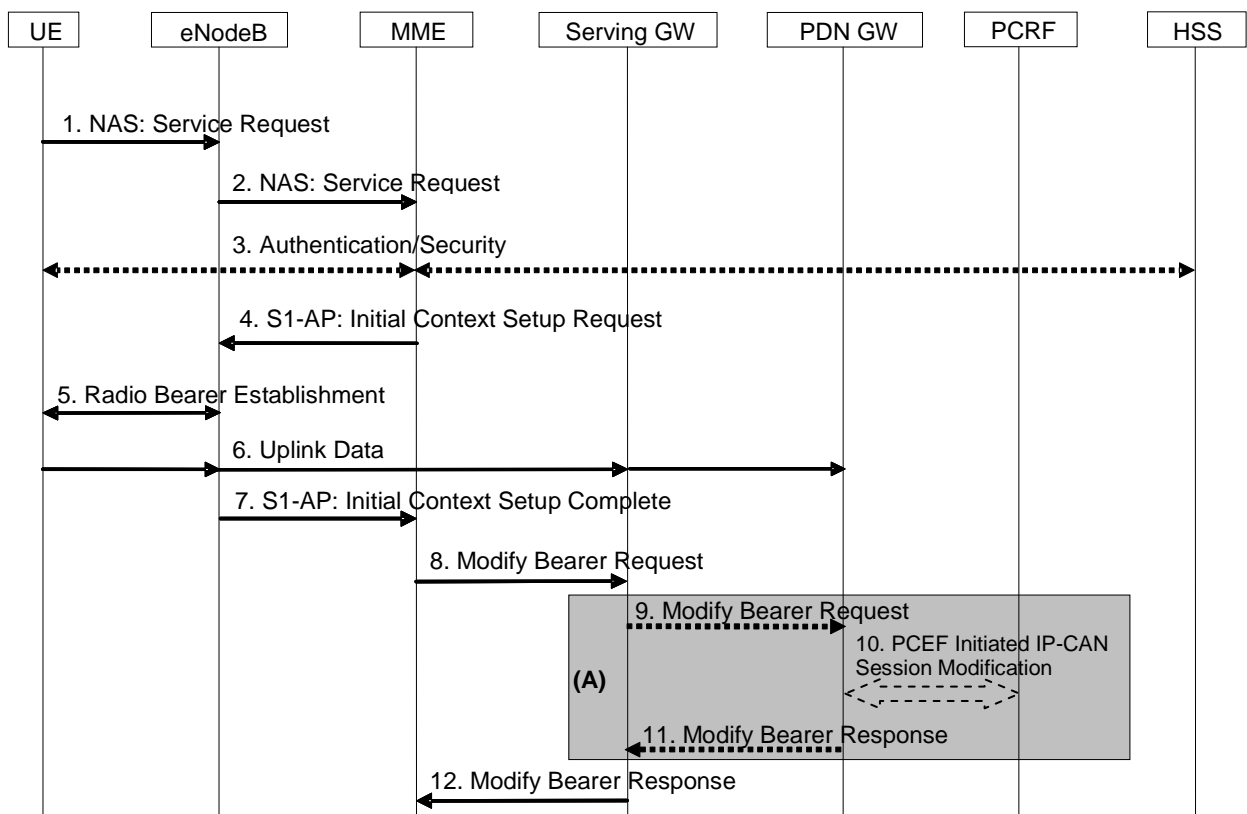 UE
eNodeB
MME
Serving GW
PDN GW
PCRF
HSS
1. NAS: Service Request
2. NAS: Service Request
3. Authentication/Security
4. S1-AP: Initial Context Setup Request
5. Radio Bearer Establishment
6. Uplink Data
7. S1-AP: Initial Context Setup Complete
8. Modify Bearer Request
9. Modify Bearer Request
10. PCEF Initiated IP-CAN
Session Modification
(A)
11. Modify Bearer Response
12. Modify Bearer Response